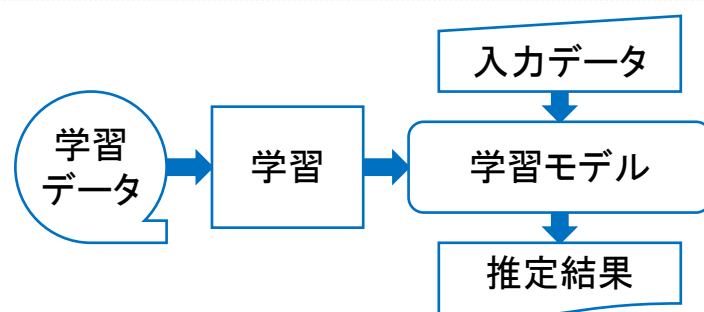 入力データ
学習
データ
学習
学習モデル
推定結果